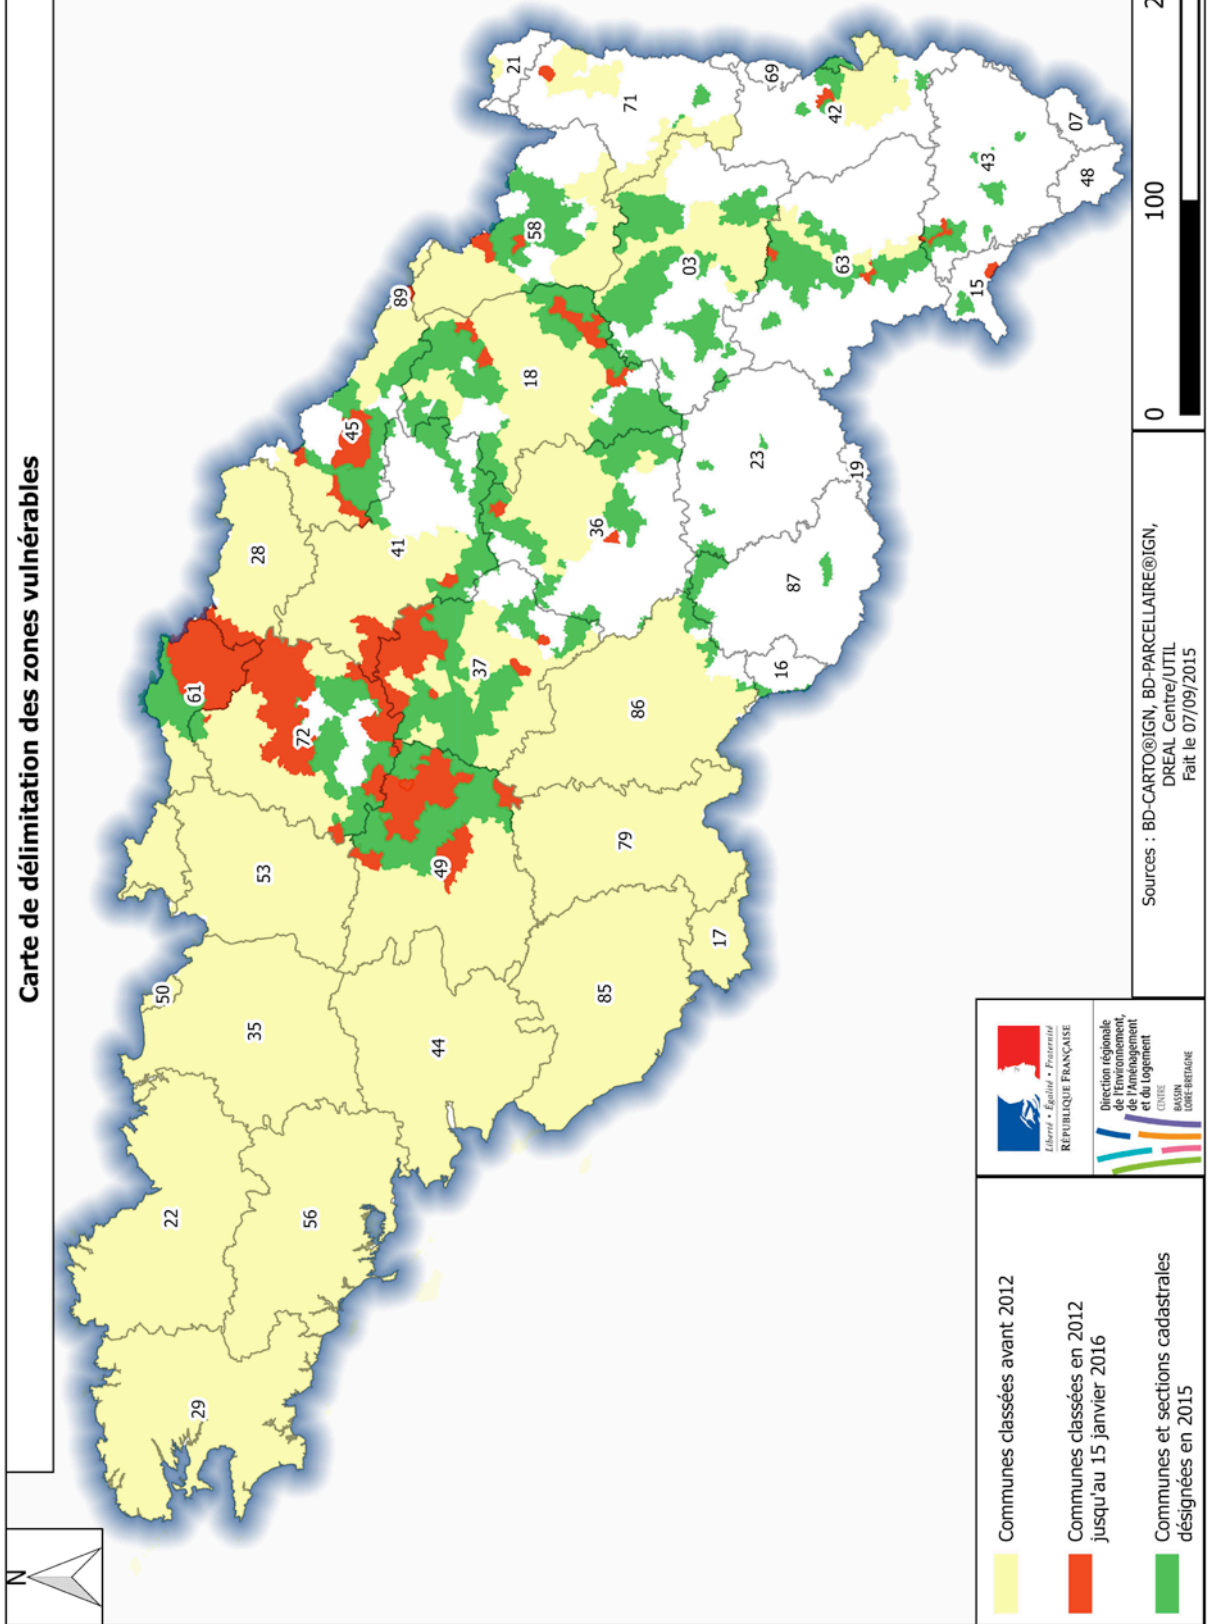 Carte de délimitation des zones vulnérables
N
29
22
56
35
50
44
53
49
85
17
79
86
61
72
37
28
41
45
36
18
89
58
21
71
69
42
03
63
43
15
07
48
23
19
87
16
Communes classées avant 2012
Communes classées en 2012
jusqu'au 15 janvier 2016
Communes et sections cadastrales
désignées en 2015
Liberté • Égalité • Fraternité
RÉPUBLIQUE FRANÇAISE
Direction régionale
de l'Environnement,
de l'Aménagement
et du Logement
CENTRE
BASSIN
LOIRE-BRETAGNE
Sources : BD-CARTO®IGN, BD-PARCELLAIRE®IGN,
DREAL Centre/UTIL
Fait le 07/09/2015
0 100 2